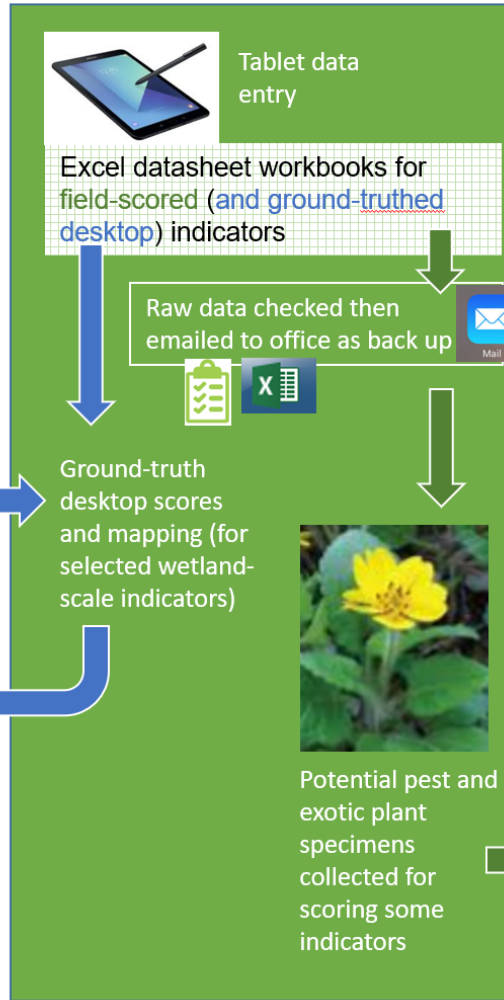 Tablet data
entry
Excel datasheet workbooks for
field-scored (and ground-truthed
desktop) indicators
Raw data checked then
emailed to office as back up
Mail
X
Ground-truth
desktop scores
and mapping (for
selected wetland-
scale indicators)
Potential pest and
exotic plant
specimens
collected for
scoring some
indicators